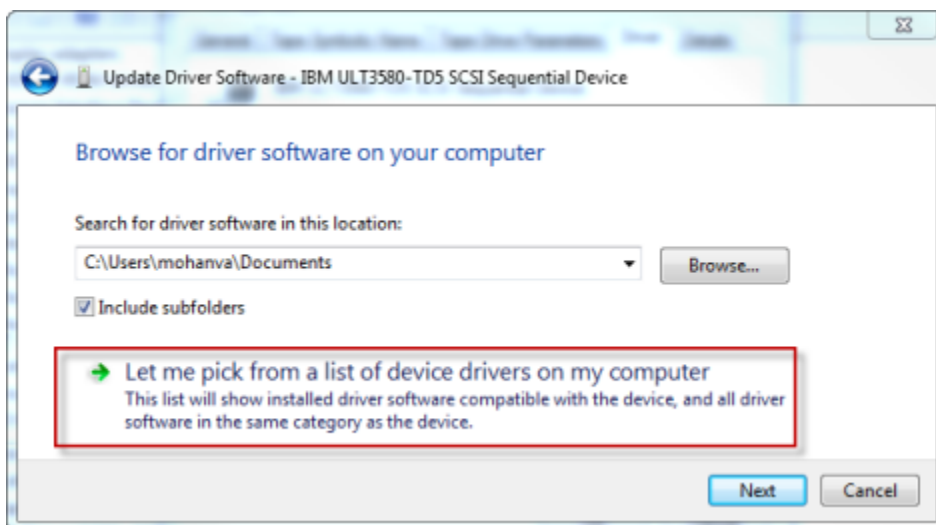 Update Driver Software - IBM ULT3580-TD5 SCSI Sequential Device
Browse for driver software on your computer
Search for driver software in this location:
C:\Users\mohanva\Documents
Browse...
Include subfolders
Let me pick from a list of device drivers on my computer
This list will show installed driver software compatible with the device, and all driver
software in the same category as the device.
Next
Cancel